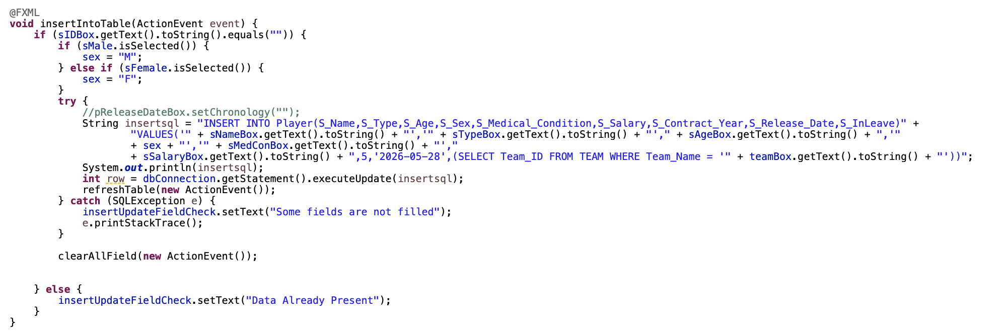 @FXML
void insertIntoTable(ActionEvent event) {
    if (sIDBox.getText().toString().equals("")) {
        if (sMale.isSelected()) {
            sex = "M";
        } else if (sFemale.isSelected()) {
            sex = "F";
        }
        try {
            //pReleaseDateBox.setChronology("");
            String insertsql = "INSERT INTO Player(S_Name,S_Type,S_Age,S_Sex,S_Medical_Condition,S_Salary,S_Contract_Year,S_Release_Date,S_InLeave)" +
                    "VALUES('" + sNameBox.getText().toString() + "','" + sTypeBox.getText().toString() + "'," + sAgeBox.getText().toString() + ",'"
                    + sex + "','" + sMedConBox.getText().toString() + "',"
                    + sSalaryBox.getText().toString() + ",5,'2026-05-28',(SELECT Team_ID FROM TEAM WHERE Team_Name = '" + teamBox.getText().toString() + "'))";
            System.out.println(insertsql);
            int row = dbConnection.getStatement().executeUpdate(insertsql);
            refreshTable(new ActionEvent());
        } catch (SQLException e) {
            insertUpdateFieldCheck.setText("Some fields are not filled");
            e.printStackTrace();
        }
        clearAllField(new ActionEvent());
    } else {
        insertUpdateFieldCheck.setText("Data Already Present");
    }
}